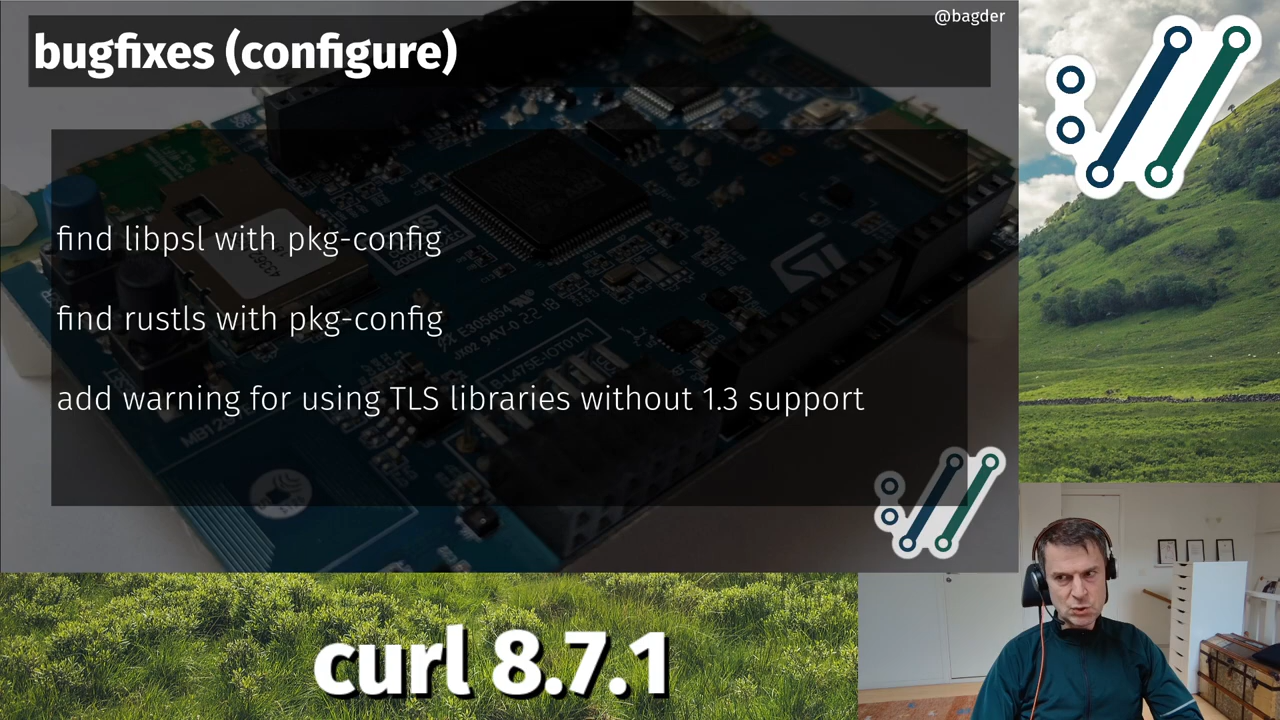 @bagder
bugfixes (configure)
find libpsl with pkg-config
find rustls with pkg-config
add warning for using TLS libraries without 1.3 support
curl 8.7.1